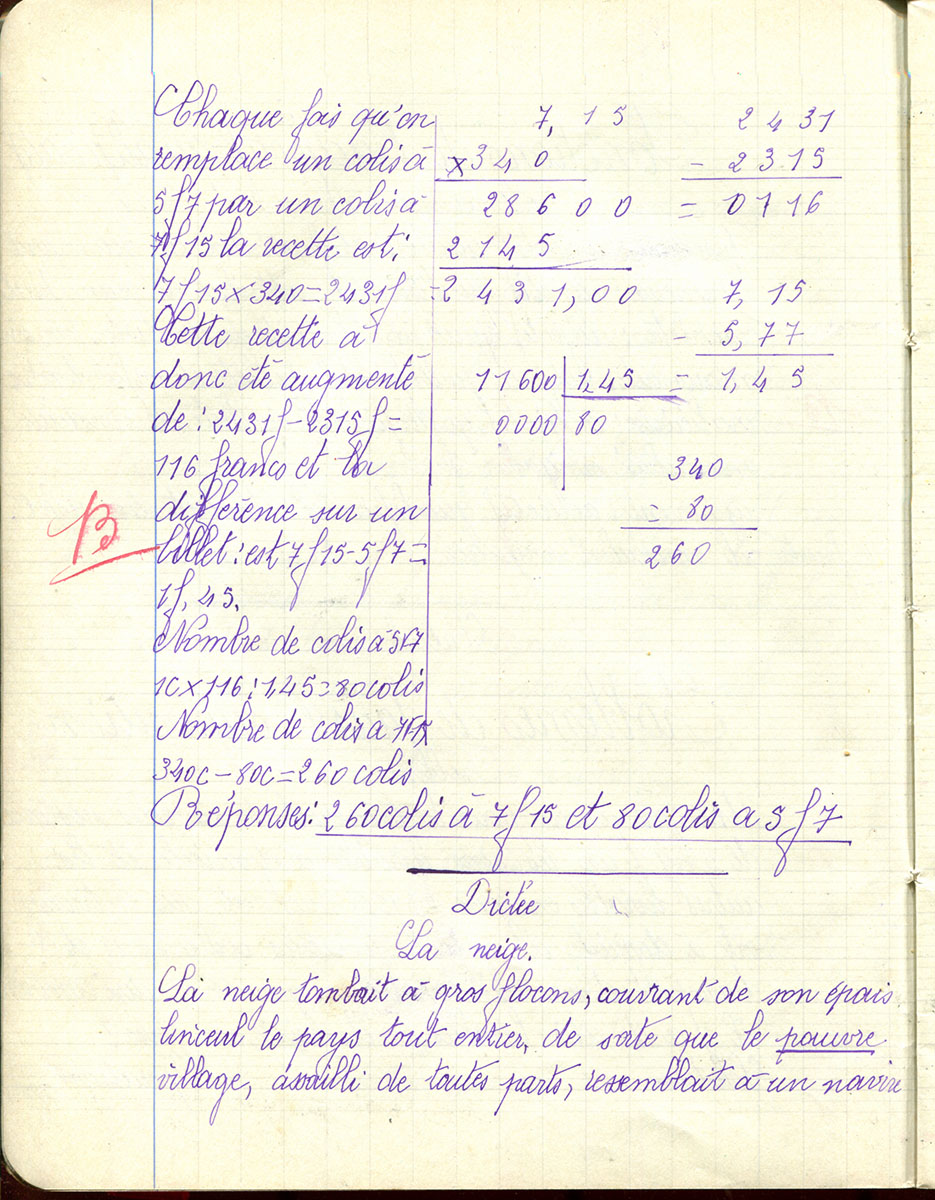 Chaque fois qu'on
remplace un colis à
5f7 par un colis à
7f15 la recette est:
7f15×340=2431f
Cette recette à
donc été augmenté
de: 2431f-2315f=
116 francs et la
différence sur un
billet: est 7f15-5f7=
1f,45.
Nombre de colis à 5f7
1c×116:1,45=80colis
Nombre de colis a 7f15
340c-80c=260 colis
7,15
×340
28600
2145
=2431,00
2431
- 2315
= 0116
7,15
- 5,77
= 1,45
11600 1,45
0000 80
340
= 80
260
B
Réponses: 260colis à 7f15 et 80colis a 5f7
Dictée
La neige.
La neige tombait à gros flocons, couvrant de son épais
linceul le pays tout entier, de sorte que le pauvre
village, assailli de toutes parts, resemblait à un navire